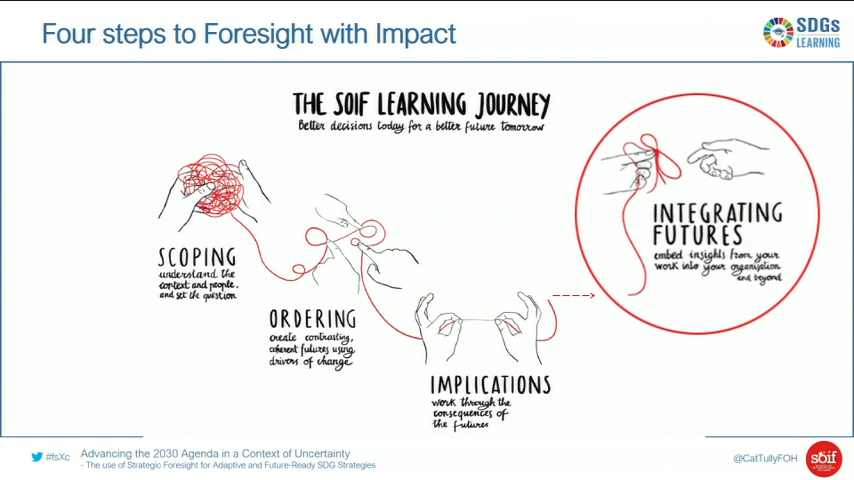 Four steps to Foresight with Impact
SDGs
LEARNING
THE SOIF LEARNING JOURNEY
Better decisions today for a better future tomorrow
SCOPING
understand the
context and people,
and set the question
ORDERING
create contrasting,
coherent futures using
drivers of change
IMPLICATIONS
work through the
consequences of
the futures
INTEGRATING
FUTURES
embed insights from your
work into your organisation
and beyond
#fsXc
Advancing the 2030 Agenda in a Context of Uncertainty
- The use of Strategic Foresight for Adaptive and Future-Ready SDG Strategies
@CatTullyFOH
soif